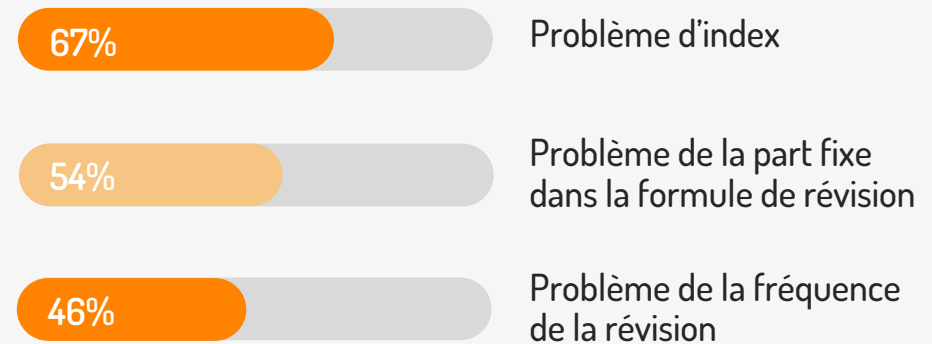 67%
Problème d’index
54%
Problème de la part fixe
dans la formule de révision
46%
Problème de la fréquence
de la révision